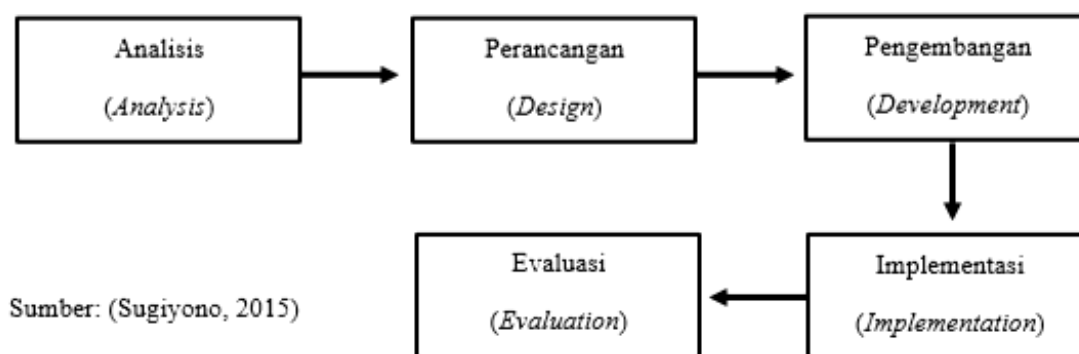 Analisis
(Analysis)
Perancangan
(Design)
Pengembangan
(Development)
Implementasi
(Implementation)
Evaluasi
(Evaluation)
Sumber: (Sugiyono, 2015)